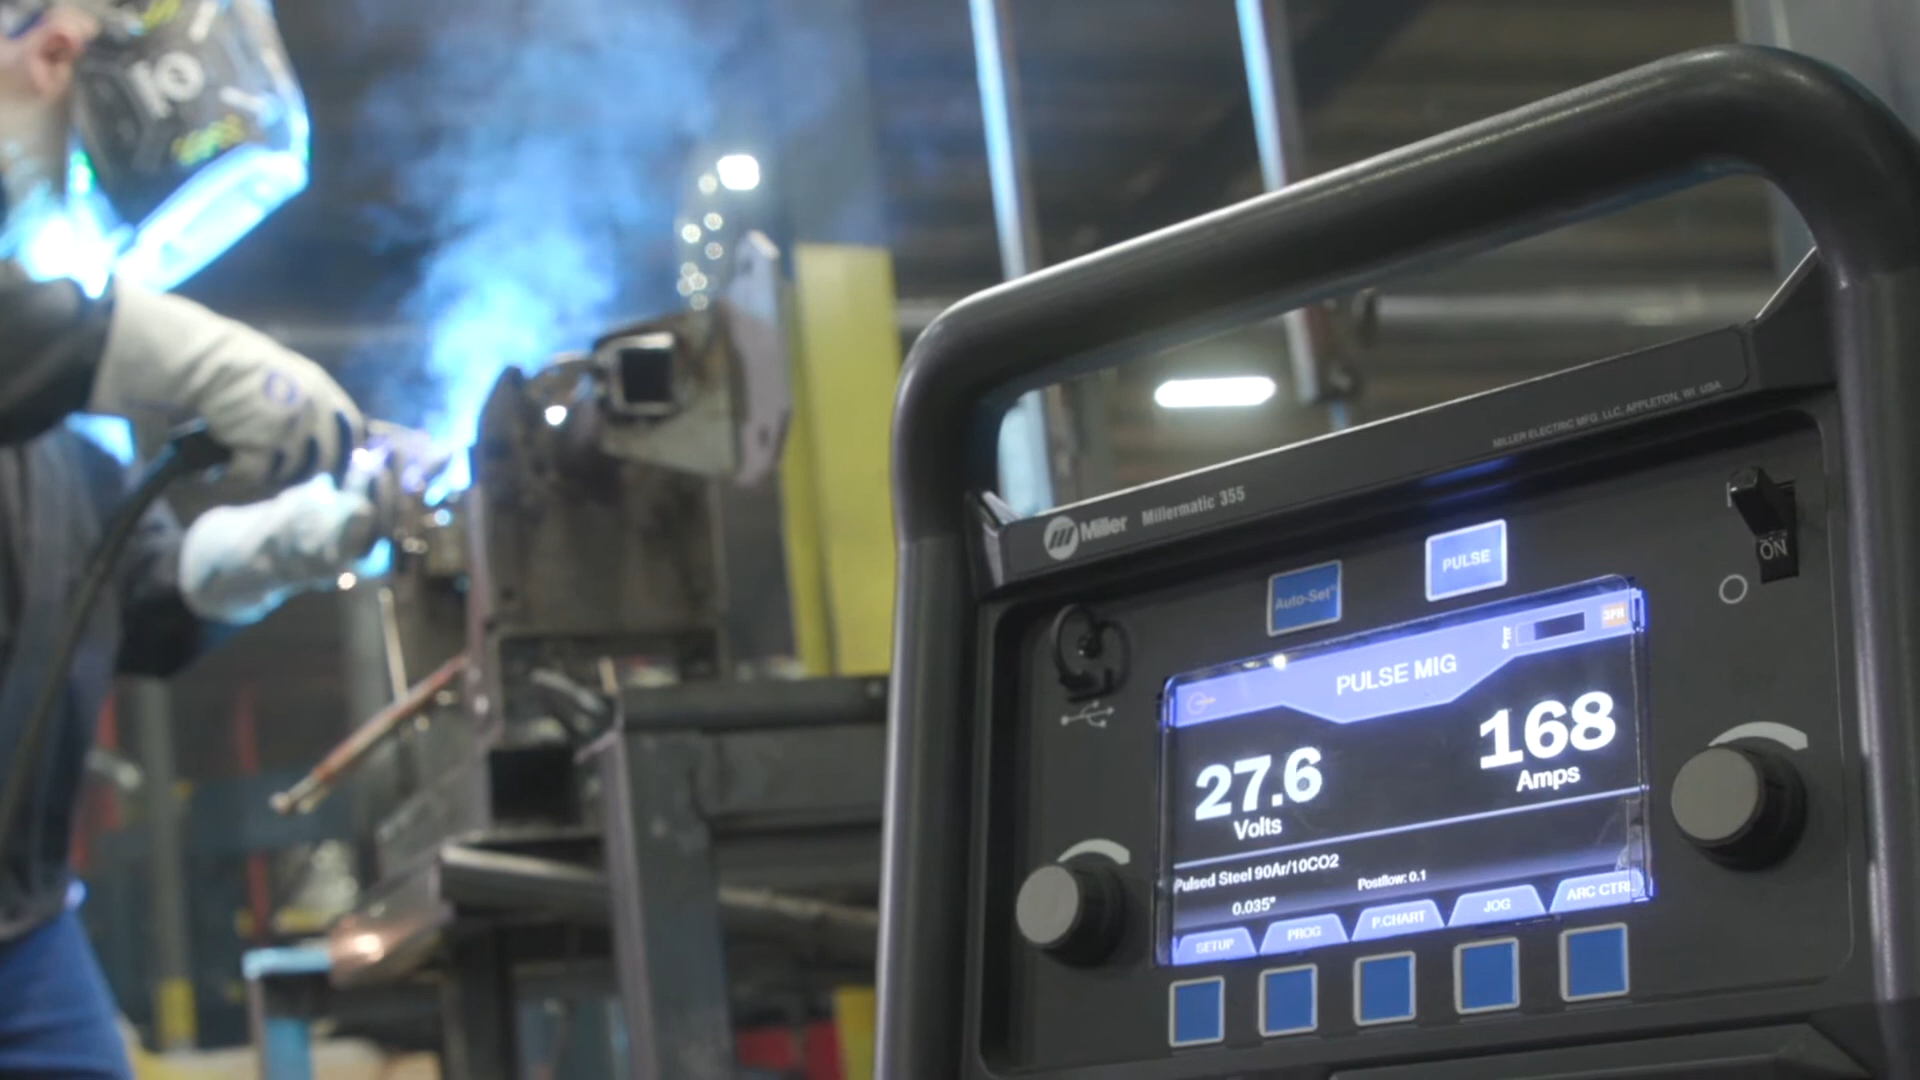 MILLER ELECTRIC MFG. LLC. APPLETON, WI. USA
Miller Millermatic 355
ON
Auto-Set™
PULSE
PULSE MIG
27.6
Volts
168
Amps
Pulsed Steel 90Ar/10CO2
0.035"
Postflow: 0.1
SETUP
PROG
P.CHART
JOG
ARC CTRL